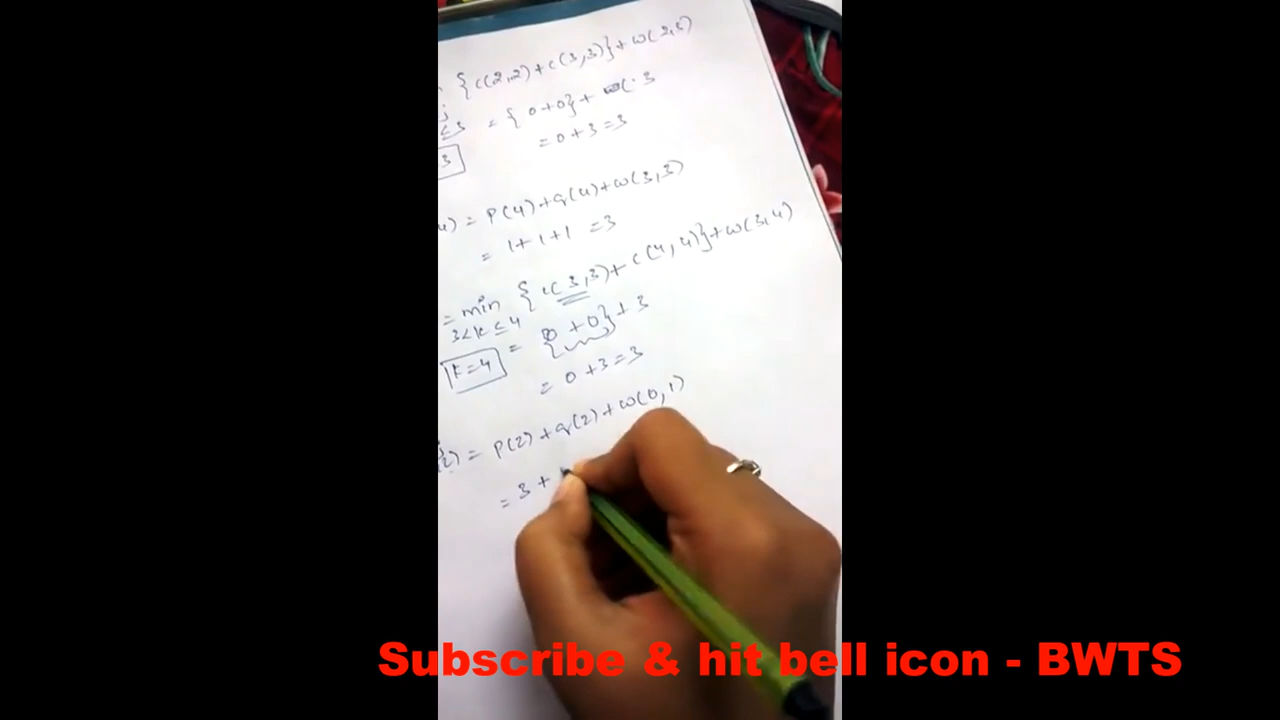 {c(2,2)+c(3,3)}+w(2,3)
j
≤3 = {0+0}+ 3
3 = 0+3=3
4) = P(4)+q(4)+w(3,3)
= 1+1+1 =3
= min {c(3,3)+c(4,4)}+w(3,4)
3<k≤4
k=4 = {0+0}+3
= 0+3=3
(2) = P(2)+q(2)+w(0,1)
= 3+
Subscribe & hit bell icon - BWTS